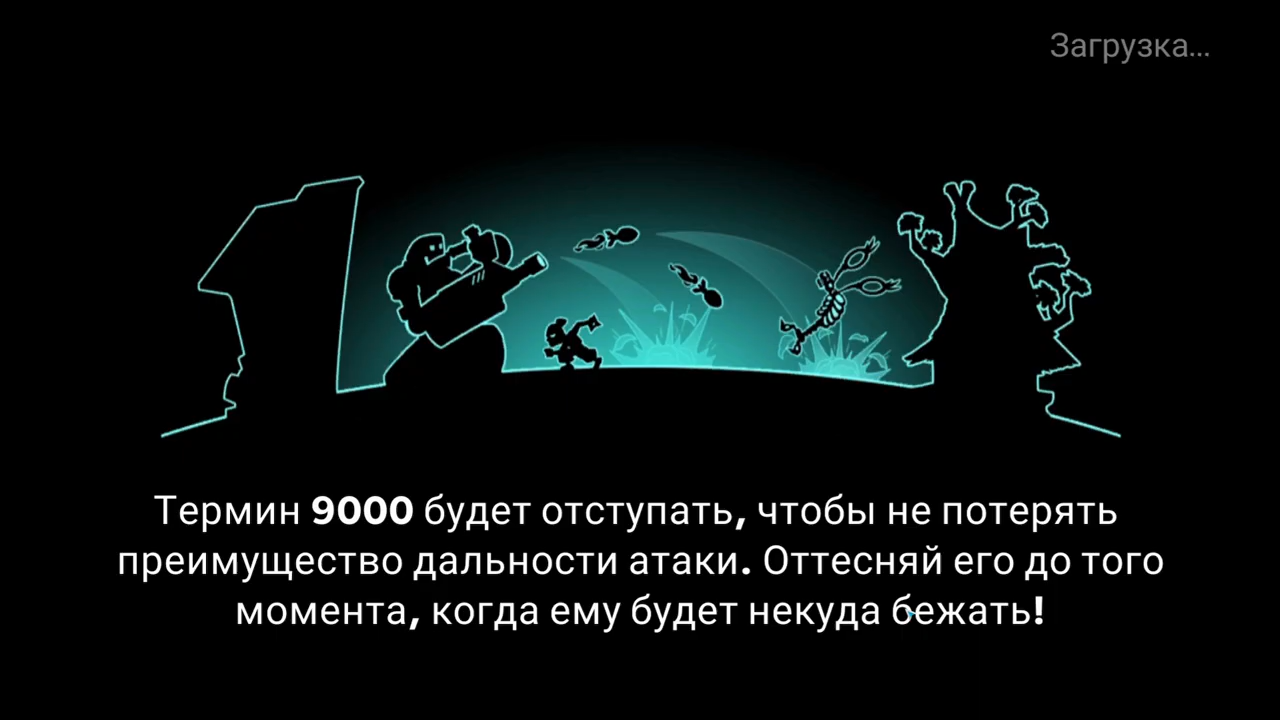 Загрузка...
Термин 9000 будет отступать, чтобы не потерять
преимущество дальности атаки. Оттесняй его до того
момента, когда ему будет некуда бежать!